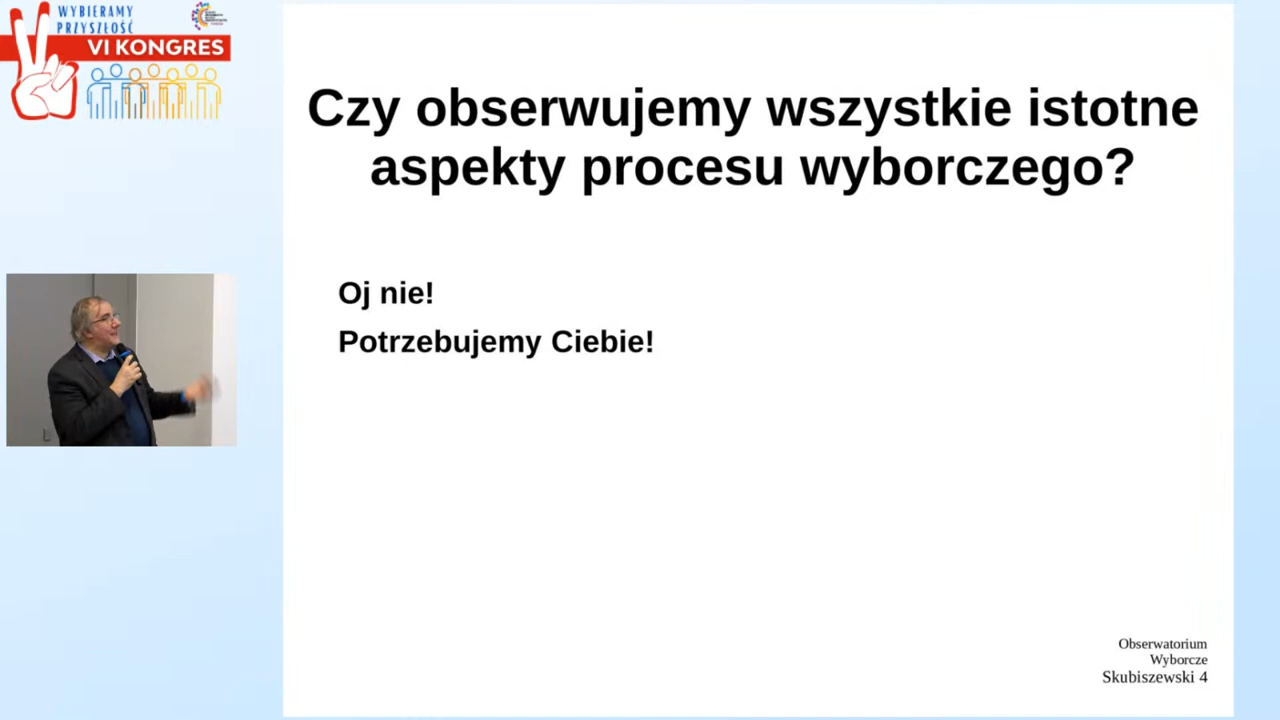 WYBIERAMY
PRZYSZŁOŚĆ
VI KONGRES
Czy obserwujemy wszystkie istotne
aspekty procesu wyborczego?
Oj nie!
Potrzebujemy Ciebie!
Obserwatorium
Wyborcze
Skubiszewski 4